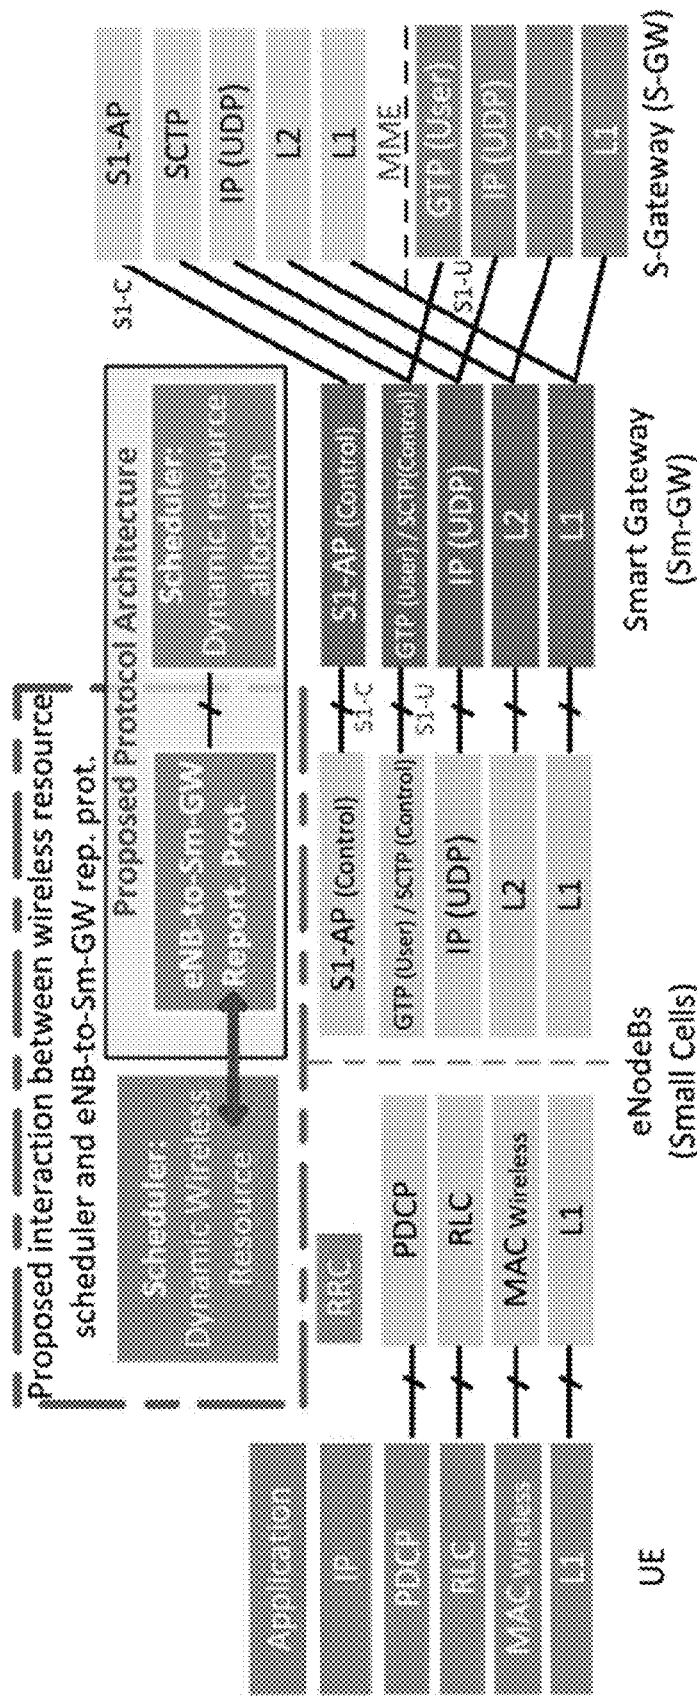 Proposed interaction between wireless resource
scheduler and eNB-to-Sm-GW rep. prot.
Proposed Protocol Architecture
Scheduler:
Dynamic Wireless
Resource
eNB-to-Sm-GW
Report. Prot.
Scheduler:
Dynamic resource
allocation
Application
IP
PDCP
RLC
MAC Wireless
L1
UE
RRC
PDCP
RLC
MAC Wireless
L1
S1-AP (Control)
GTP (User) / SCTP (Control)
IP (UDP)
L2
L1
eNodeBs
(Small Cells)
S1-C
S1-U
S1-AP (Control)
GTP (User) / SCTP(Control)
IP (UDP)
L2
L1
Smart Gateway
(Sm-GW)
S1-C
S1-U
S1-AP
SCTP
IP (UDP)
L2
L1
MME
GTP (User)
IP (UDP)
L2
L1
S-Gateway (S-GW)